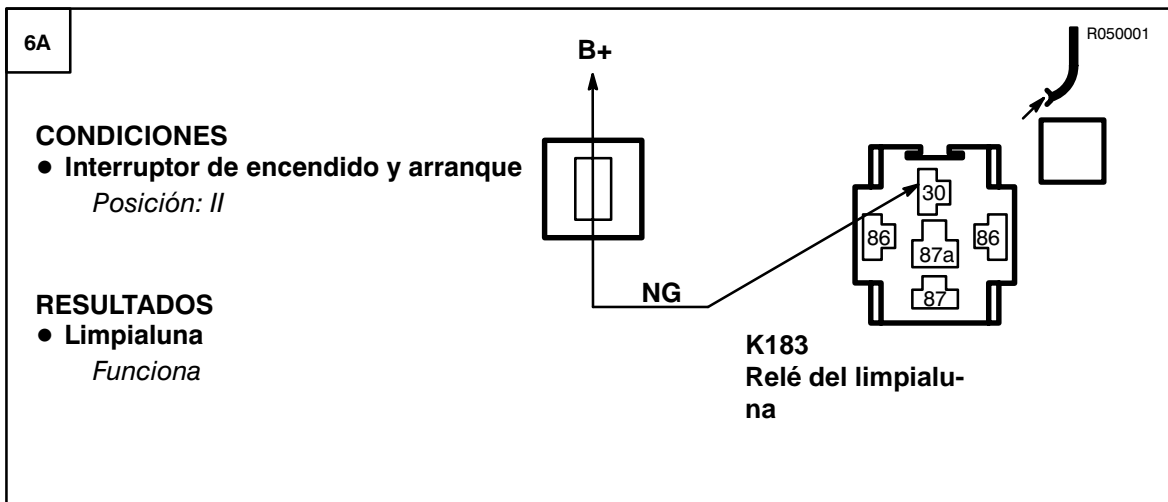 6A
R050001
B+
CONDICIONES
● Interruptor de encendido y arranque
Posición: II
30
86
87a
86
87
NG
RESULTADOS
● Limpialuna
Funciona
K183
Relé del limpialu-
na